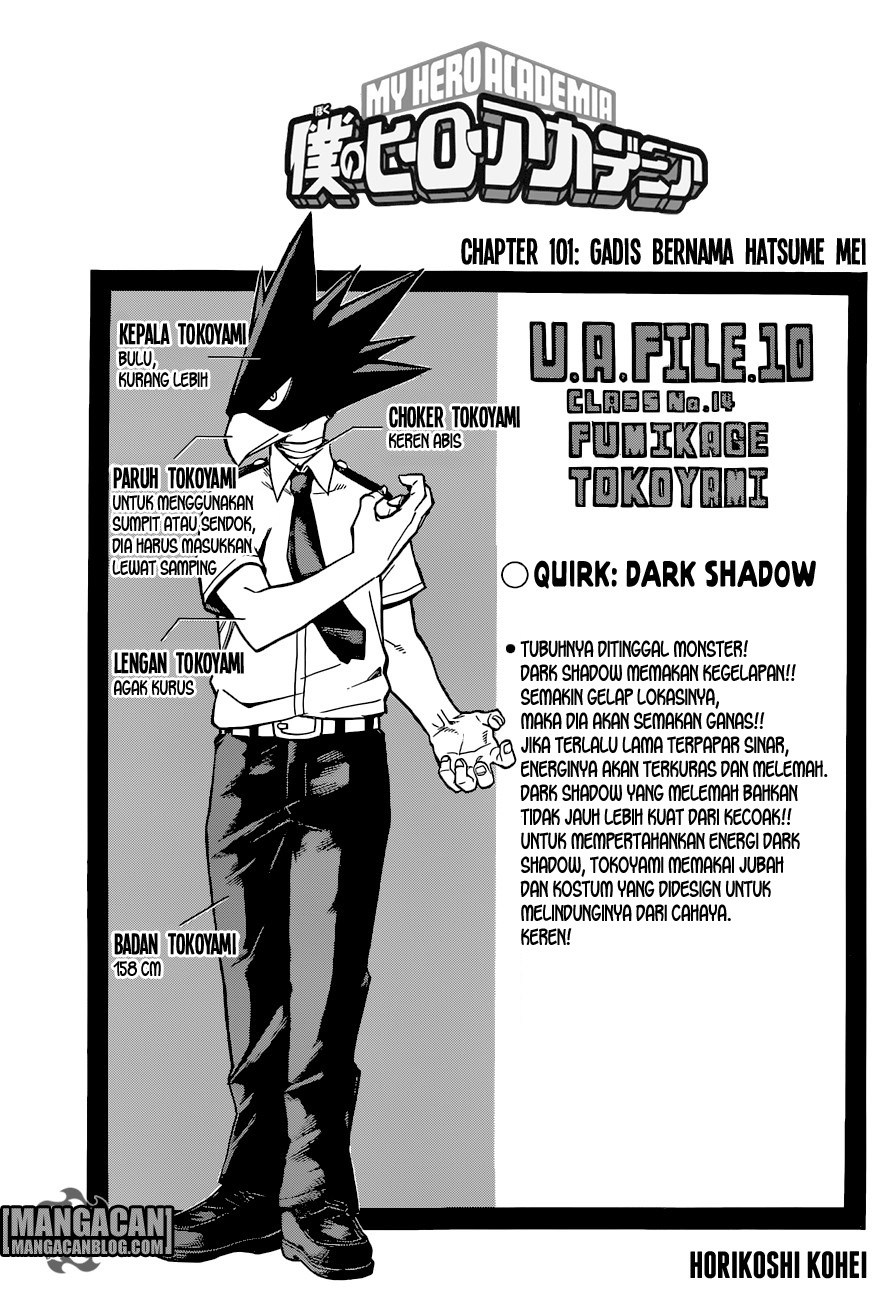 MY HERO ACADEMIA
ぼく
僕のヒーローアカデミア
CHAPTER 101: GADIS BERNAMA HATSUME MEI
KEPALA TOKOYAMI
BULU,
KURANG LEBIH
CHOKER TOKOYAMI
KEREN ABIS
PARUH TOKOYAMI
UNTUK MENGGUNAKAN
SUMPIT ATAU SENDOK,
DIA HARUS MASUKKAN
LEWAT SAMPING
LENGAN TOKOYAMI
AGAK KURUS
BADAN TOKOYAMI
158 CM
U.A.FILE.10
CLASS No.14
FUMIKAGE
TOKOYAMI
QUIRK: DARK SHADOW
• TUBUHNYA DITINGGAL MONSTER!
DARK SHADOW MEMAKAN KEGELAPAN!!
SEMAKIN GELAP LOKASINYA,
MAKA DIA AKAN SEMAKAN GANAS!!
JIKA TERLALU LAMA TERPAPAR SINAR,
ENERGINYA AKAN TERKURAS DAN MELEMAH.
DARK SHADOW YANG MELEMAH BAHKAN
TIDAK JAUH LEBIH KUAT DARI KECOAK!!
UNTUK MEMPERTAHANKAN ENERGI DARK
SHADOW, TOKOYAMI MEMAKAI JUBAH
DAN KOSTUM YANG DIDESIGN UNTUK
MELINDUNGINYA DARI CAHAYA.
KEREN!
[MANGACAN]
MANGACANBLOG.COM
HORIKOSHI KOHEI